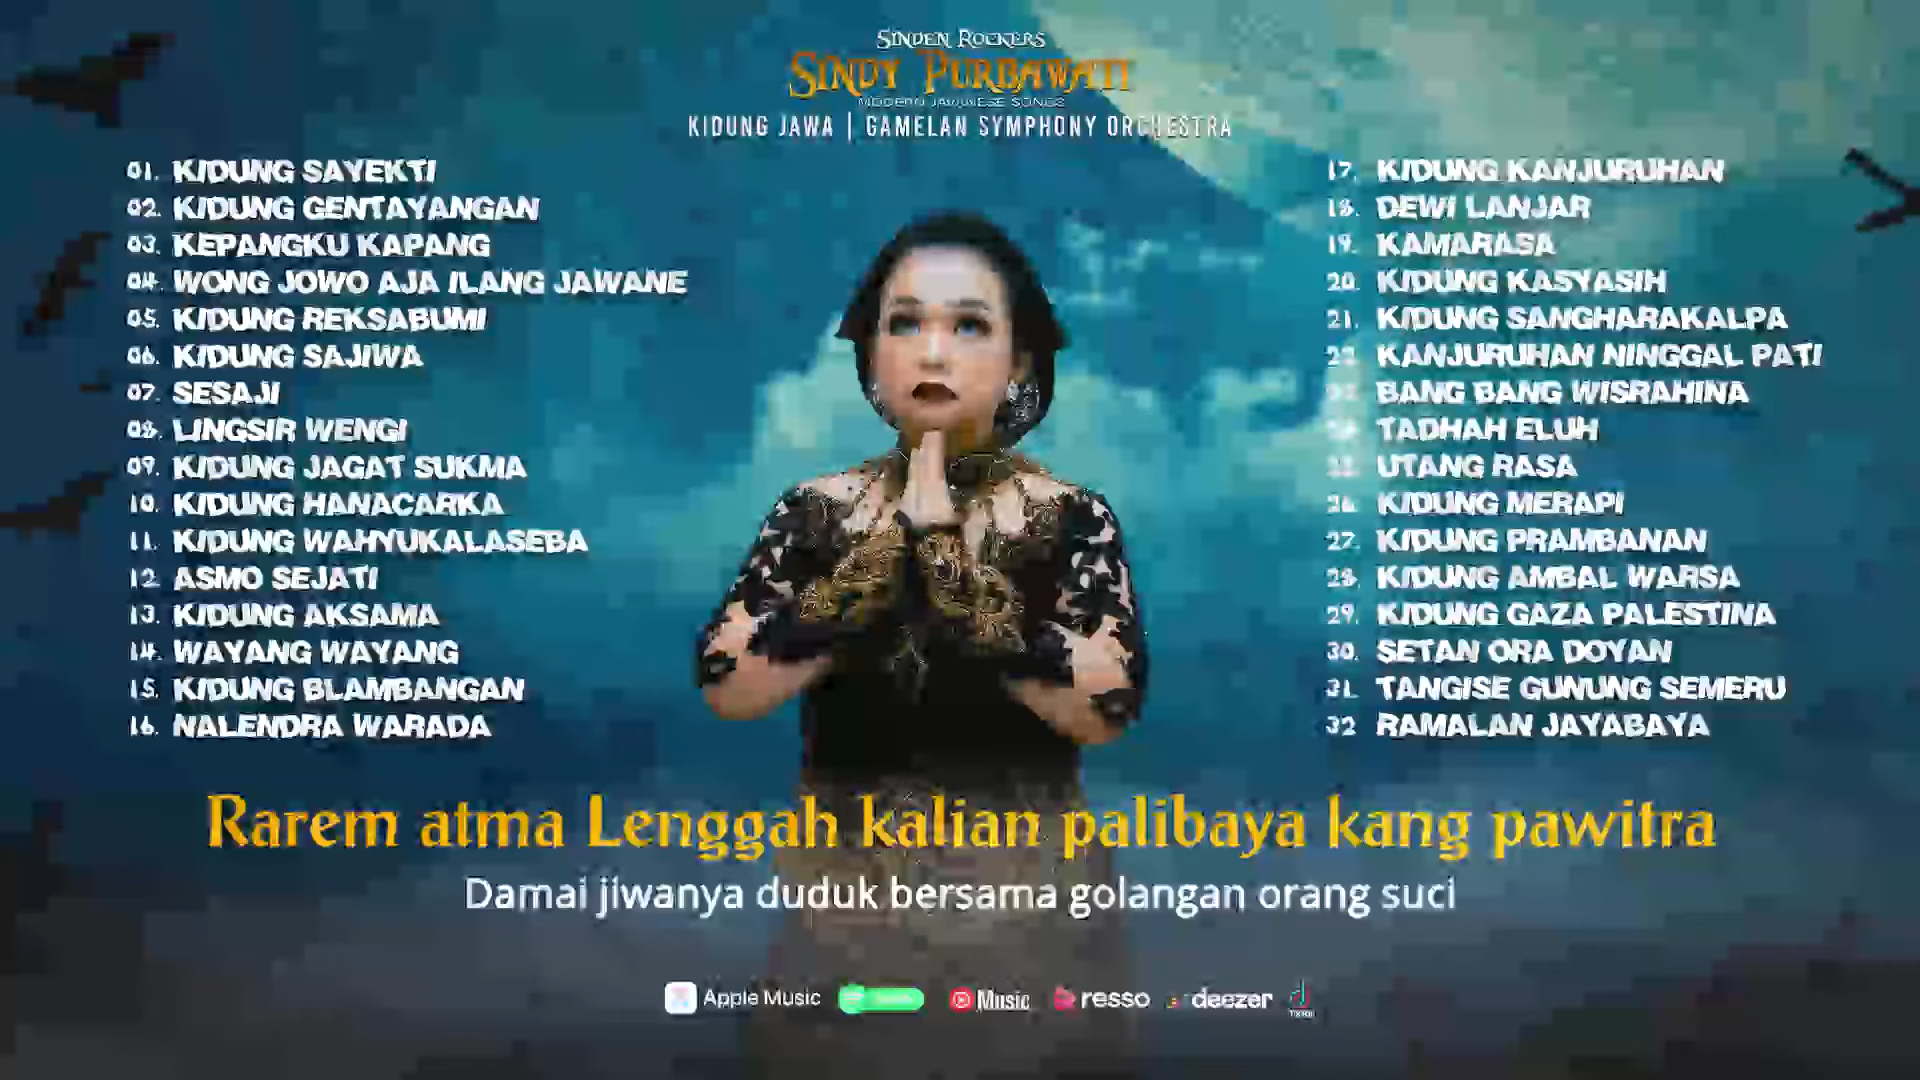 SINDEN ROCKERS
SINDY PURBAWATI
MODERN JAVANESE SONGS
KIDUNG JAWA | GAMELAN SYMPHONY ORCHESTRA
01. KIDUNG SAYEKTI
02. KIDUNG GENTAYANGAN
03. KEPANGKU KAPANG
04. WONG JOWO AJA ILANG JAWANE
05. KIDUNG REKSABUMI
06. KIDUNG SAJIWA
07. SESAJI
08. LINGSIR WENGI
09. KIDUNG JAGAT SUKMA
10. KIDUNG HANACARKA
11. KIDUNG WAHYUKALASEBA
12. ASMO SEJATI
13. KIDUNG AKSAMA
14. WAYANG WAYANG
15. KIDUNG BLAMBANGAN
16. NALENDRA WARADA
17. KIDUNG KANJURUHAN
18. DEWI LANJAR
19. KAMARASA
20. KIDUNG KASYASIH
21. KIDUNG SANGHARAKALPA
22. KANJURUHAN NINGGAL PATI
BANG BANG WISRAHINA
TADHAH ELUH
UTANG RASA
26. KIDUNG MERAPI
27. KIDUNG PRAMBANAN
28. KIDUNG AMBAL WARSA
29. KIDUNG GAZA PALESTINA
30. SETAN ORA DOYAN
31. TANGISE GUNUNG SEMERU
32 RAMALAN JAYABAYA
Rarem atma Lenggah kalian palibaya kang pawitra
Damai jiwanya duduk bersama golangan orang suci
Apple Music
Music
resso
deezer